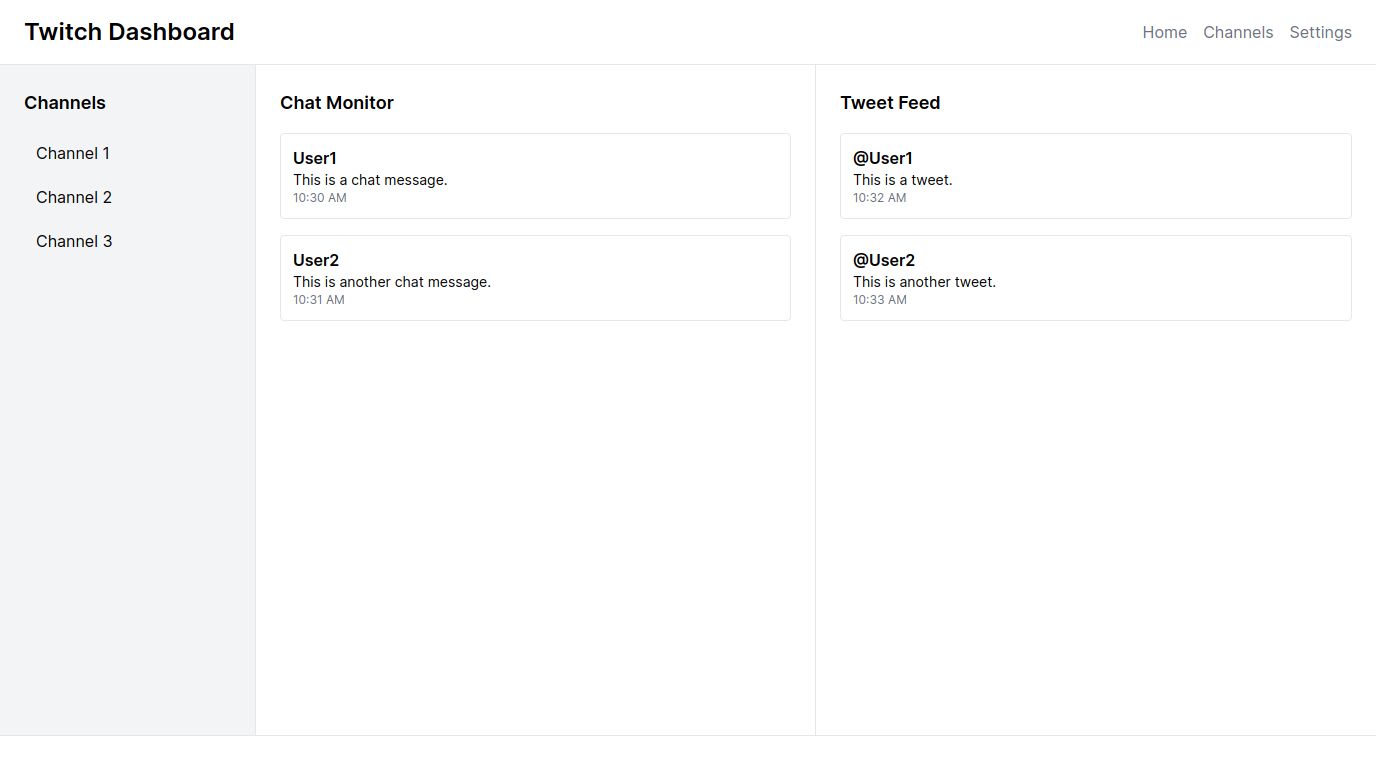 Twitch Dashboard
Home Channels Settings
Channels
Channel 1
Channel 2
Channel 3
Chat Monitor
User1
This is a chat message.
10:30 AM
User2
This is another chat message.
10:31 AM
Tweet Feed
@User1
This is a tweet.
10:32 AM
@User2
This is another tweet.
10:33 AM